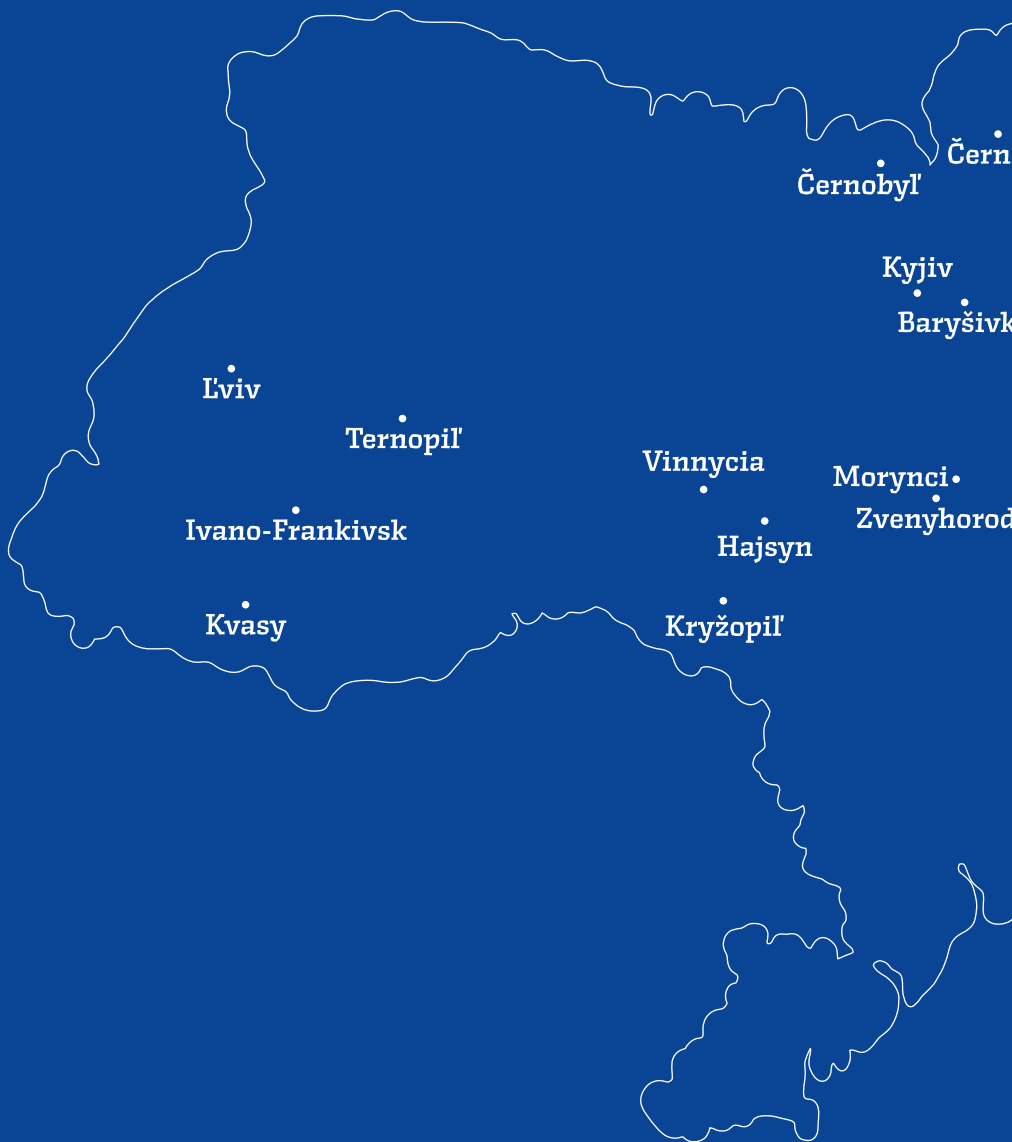 Čern
Černobyľ
Kyjiv
Baryšivk
Ľviv
Ternopiľ
Vinnycia
Morynci
Zvenyhorod
Ivano-Frankivsk
Hajsyn
Kvasy
Kryžopiľ